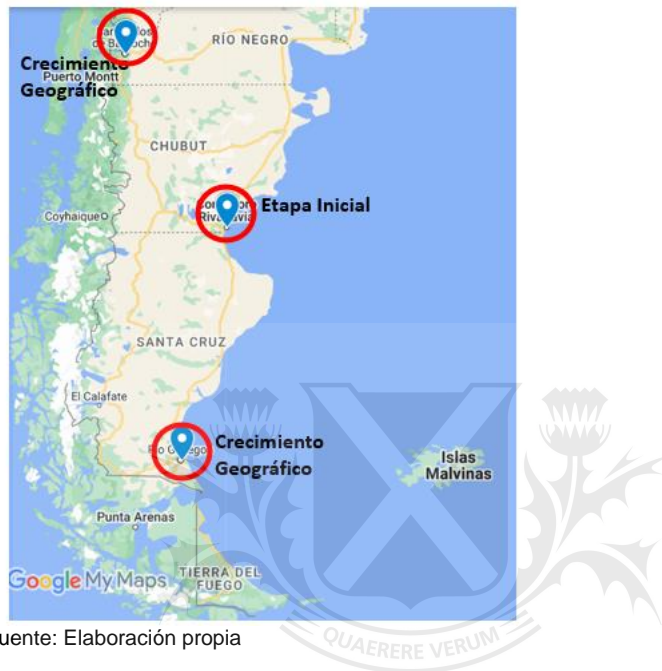 RÍO NEGRO
Crecimiento
Puerto Montt
Geográfico
CHUBUT
Etapa Inicial
Coyhaique
SANTA CRUZ
El Calafate
Crecimiento
Geográfico
Islas
Malvinas
Punta Arenas
TIERRA DEL
FUEGO
Google My Maps
uente: Elaboración propia
QUAERERE VERUM